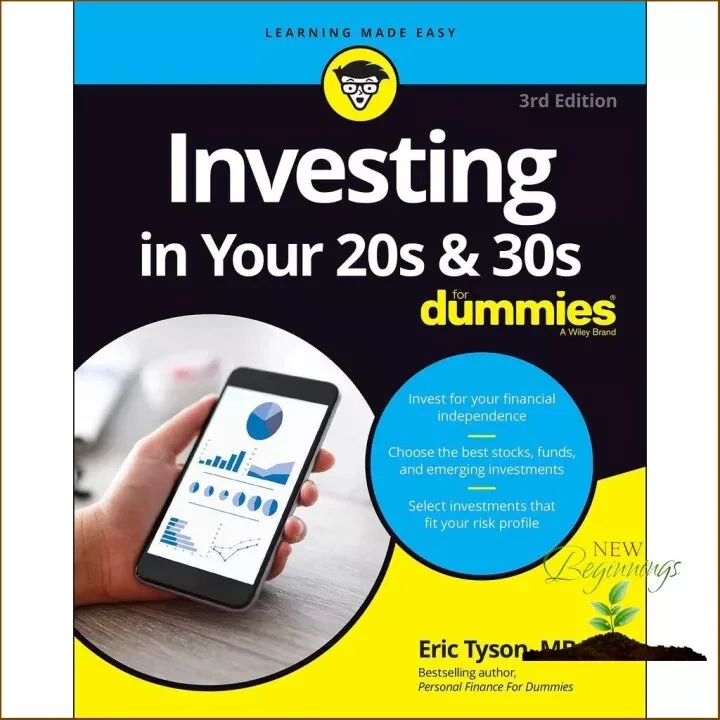 LEARNING MADE EASY
3rd Edition
Investing
in Your 20s & 30s
for
dummies®
A Wiley Brand
Invest for your financial
independence
Choose the best stocks, funds,
and emerging investments
Select investments that
fit your risk profile
NEW
Beginnings
Eric Tyson,
Bestselling author,
Personal Finance For Dummies